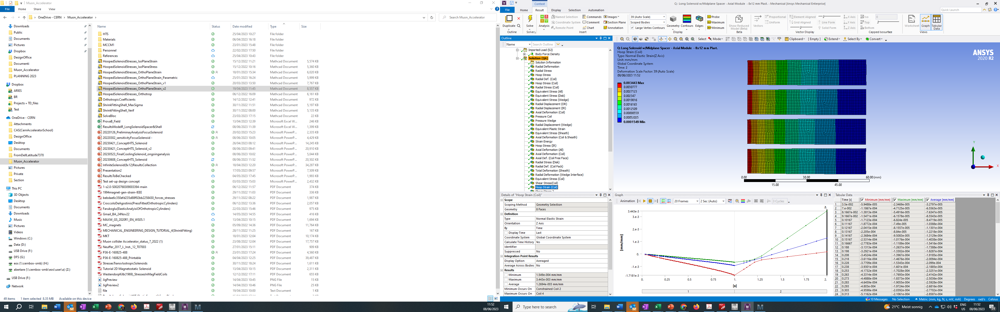 Muon_Accelerator
File Home Share View
OneDrive - CERN > Muon_Accelerator >
Search Muon_Accelerator
Downloads
Public
Documents
Pictures
Dropbox
DesignOffice
Documenti
Muon_Accelerator
PLANNING 2023
Dropbox
ARIES
BR
Projects » TD_files
Test
OneDrive - CERN
Attachments
CAS(CernAcceleratorSchool)
DesignOffice
Desktop
Documents
FromDellLatitude7370
Muon_Accelerator
Pictures
Private
Section
This PC
3D Objects
Desktop
Documents
Downloads
Music
Pictures
Videos
Windows (C:)
Data (D:)
USB Drive (F:)
DFS (G:)
eos (\\cernbox-smb) (H:)
abertare (\\cernbox-smb\eos\user\a) (Z:)
USB Drive (F:)
Network
Name Status Date modified Type Size
HTS 25/04/2023 10:27 File folder
Materials 06/04/2023 16:18 File folder
MCCM1 23/01/2023 15:48 File folder
Personnel 22/02/2023 17:50 File folder
References 25/04/2023 10:43 File folder
HoopedSolenoidStresses_IsoPlaneStrain 15/12/2022 11:21 Mathcad Document 5,574 KB
HoopedSolenoidStresses_IsoPlaneStress 15/12/2022 10:16 Mathcad Document 5,360 KB
HoopedSolenoidStresses_OrthoPlaneStrain 18/01/2023 15:34 Mathcad Document 6,020 KB
HoopedSolenoidStresses_OrthoPlaneStrain_Parametric 25/01/2023 16:24 Mathcad Document 5,999 KB
HoopedSolenoidStresses_OrthoPlaneStrain_v1 20/03/2023 13:50 Mathcad Document 7,767 KB
HoopedSolenoidStresses_OrthoPlaneStrain_v2 19/04/2023 11:45 Mathcad Document 8,557 KB
HoopedSolenoidStresses_Orthotrop 06/12/2022 16:09 Mathcad Document 6,161 KB
OrthotropicCoefficients 14/12/2022 12:41 Mathcad Document 972 KB
ShrinkFittingShell_MaxSigma 30/11/2022 11:51 Mathcad Document 5,197 KB
ShrinkFittingShell_Verif 30/11/2022 08:00 Mathcad Document 5,135 KB
SolveBloc 23/03/2023 17:15 Mathcad Document 22 KB
ProvaB_Field 13/04/2023 12:39 Microsoft Excel W... 246 KB
ResultsModelR_LongSolenoidSpacer&Shell 08/06/2023 11:39 Microsoft Excel W... 1,399 KB
20220126_PreliminayAnalysisFocusSolenoid 20/02/2023 15:23 Microsoft PowerP... 2,335 KB
20220302_sensitivityFocusSolenoid - 08/06/2023 10:05 Microsoft PowerP... 4,429 KB
20230421_ConceptHTS_Solenoid 26/04/2023 08:12 Microsoft PowerP... 14,245 KB
20230421_ConceptHTS_Solenoid_v2 08/06/2023 09:41 Microsoft PowerP... 20,910 KB
20230523_FinalCoolingSolenoid_ongoinganalysis 08/06/2023 10:02 Microsoft PowerP... 5,044 KB
20230608_ConceptHTS_Solenoid 08/06/2023 11:52 Microsoft PowerP... 20,502 KB
InfiniteSolenoid(8x12)ResultsCollection 18/04/2023 12:20 Microsoft PowerP... 34,287 KB
Presentation2 17/05/2023 09:57 Microsoft PowerP... 7,509 KB
ResultsToBeChecked 04/05/2023 17:45 Microsoft PowerP... 1,993 KB
Test set-up design concept 03/03/2023 15:03 Microsoft PowerP... 2,432 KB
1-s2.0-S0020768309003394-main 06/12/2022 11:57 PDF Document 374 KB
1994magnet-gen-strain-IEEE 29/11/2022 11:03 PDF Document 336 KB
bebdae6c350efd235d88f92bb2258430_forces_stresses 29/11/2022 08:22 PDF Document 1,987 KB
CroccoloDeAgostinis(PressFittedOrthotropicCylinders) 06/12/2022 13:36 PDF Document 2,057 KB
Farukoglu(ElasticAnalyisiOfOrthotropicCylinders) 22/03/2023 15:46 PDF Document 975 KB
Gmail_BA_24Nov22 14/05/2023 14:55 PDF Document 416 KB
MAXW_GS_2020R1_EN_WS05.1 13/04/2023 10:15 PDF Document 1,694 KB
MC_magnets 05/09/2022 14:36 PDF Document 11,764 KB
MECHANICAL_ENGINEERING_DESIGN_TUTORIAL_4(ShrinkFitting) 28/11/2022 11:25 PDF Document 167 KB
MKT 18/01/2023 12:04 PDF Document 10,174 KB
Muon collider Accelerator_status_7_2022 (1) 23/08/2022 12:04 PDF Document 17,757 KB
Neuffer_2017_J._Inst._12_T07003 27/01/2023 15:11 PDF Document 909 KB
P36-E-160825-488 23/01/2023 17:24 PDF Document 4,560 KB
P36-E-160825-488_Printable 04/04/2023 12:25 PDF Document 39,487 KB
StressesTransvIsotropicSolenoids 30/11/2022 18:24 PDF Document 1,611 KB
Tutorial 2D Magnetostatic Solenoid 13/04/2023 10:15 PDF Document 2,311 KB
WestendorpKilb(1969)_StressesInMagFieldCoils 12/12/2022 17:11 PDF Document 655 KB
JigPreview 14/04/2023 10:45 PNG File 15 KB
JigPreview2 14/04/2023 10:46 PNG File 25 KB
file 19/04/2023 10:00 Text Document 1 KB
49 items 1 item selected 8.35 MB Available on this device
11:52
08/06/2023
Context
Q : Long Solenoid w/Midplane Spacer - Axial Module - 8x12 mm Plast. - Mechanical [Ansys Mechanical Enterprise]
File Home Result Display Selection Automation
Quick Launch
Duplicate
Outline
Solve
Solver
Analysis
Named Selection
Coordinate System
Remote Point
Commands
Comment
Chart
Images
Section Plane
Annotation
Insert
39 (Auto Scale)
Scoped Bodies
Large Vertex Contours
Geometry Contours Edges
Display
Probe
Maximum
Minimum
Show Reduced Model (Beta)
Beta
Vectors
Proportional
Uniform
Element Aligned
Grid Aligned
Line Form
Solid Form
X Axis
Y Axis
Z Axis
Vector Display
Iso
Top
Bottom
0
Capped Isosurface
Worksheet Graph Tabular Data
Views
Outline
Name Search Outline
Select Mode Clipboard [ Empty ] Extend Select By Convert
Imported Load (S2)
Body Force Density
Solution (Q6)
Solution Information
Radial Deformation
Radial Stress
Hoop Stress
Radial Def. (Coil)
Hoop Stress (Coil)
Radial Stress (Coil)
Equivalent Stress (All)
Equivalent Stress (Disk)
Equivalent Stress (Wedge)
Radial Displacement (OR)
Radial Displacement (IR)
Axial Deformation (Coil)
Pressure Coil
Pressure Wedge
Radial Displacement (Wedge)
Equivalent Plastic Strain
Equivalent Stress (Sheath)
Axial Deformation (Coil & Sheath)
Strain Energy
Hoop Stress (IR)
Axial Deformation (All)
Axial Deformation (Coil)
Axial Def. (Coil Free Face)
Radial Stress (Disk)
Radial Def. (Coil Pack)
Total Deformation (Sheath)
Radial Deformation (Wedge Interface)
Equivalent Stress (Coil)
Shear Stress(Coil)
Hoop Strain (Coil)
Shear Stress 2
Q: Long Solenoid w/Midplane Spacer - Axial Module - 8x12 mm Plast.
Hoop Strain (Coil)
Type: Normal Elastic Strain(Z Axis)
Unit: mm/mm
Global Coordinate System
Time: 2
Deformation Scale Factor: 39 (Auto Scale)
08/06/2023 11:52
0.003443 Max
0.0030777
0.0027123
0.002347
0.0019816
0.0016163
0.0012509
0.00088559
0.00052025
0.0001549 Min
ANSYS
2020 R2
0.00 30.00 60.00 (mm)
15.00 45.00
Y
X
Details of "Hoop Strain (Coil)"
Scope
Scoping Method Geometry Selection
Geometry 8 Faces
Definition
Type Normal Elastic Strain
Orientation Z Axis
By Time
Display Time Last
Coordinate System Global Coordinate System
Calculate Time History Yes
Identifier
Suppressed No
Integration Point Results
Display Option Averaged
Average Across Bodies No
Results
Minimum 1.549e-004 mm/mm
Maximum 3.443e-003 mm/mm
Average 1.2694e-003 mm/mm
Minimum Occurs On Constrained Coil 2
Maximum Occurs On Coil 4
Graph
Animation 20 Frames 2 Sec (Auto) 3 Cycles
2.
3.443e-3
3.e-3
2.e-3
1.e-3
0.
-1.e-3
-1.7181e-3
[mm/mm]
0. 0.25 0.5 0.75 1. 1.25 1.5 1.75 2.
[s]
1 2
Tabular Data
Time [s] Minimum [mm/mm] Maximum [mm/mm] Average [mm/mm]
1 3.5e-002 -5.9488e-005 -2.3469e-005 -3.2797e-005
2 7.e-002 -1.1867e-004 -4.7125e-005 -6.5563e-005
3 8.1667e-002 -1.3813e-004 -5.4916e-005 -7.6347e-005
4 9.1667e-002 -1.5471e-004 -6.1578e-005 -8.5543e-005
5 0.10167 -1.7123e-004 -6.824e-005 -9.4719e-005
6 0.11167 -1.8772e-004 -7.49e-005 -1.0388e-004
7 0.12167 -2.0415e-004 -8.1557e-005 -1.1301e-004
8 0.13167 -2.205e-004 -8.84e-005 -1.2218e-004
9 0.14167 -2.3684e-004 -9.5083e-005 -1.3129e-004
10 0.15167 -2.5314e-004 -1.0176e-004 -1.4038e-004
11 0.16667 -2.7783e-004 -1.1189e-004 -1.5416e-004
12 0.188 -3.1313e-004 -1.2637e-004 -1.7388e-004
13 0.198 -3.2921e-004 -1.3302e-004 -1.8287e-004
14 0.208 -3.4524e-004 -1.3967e-004 -1.9185e-004
15 0.218 -3.6116e-004 -1.4676e-004 -2.0094e-004
16 0.228 -3.7709e-004 -1.5343e-004 -2.099e-004
17 0.238 -3.9301e-004 -1.601e-004 -2.1885e-004
18 0.253 -4.1732e-004 -1.7028e-004 -2.3251e-004
19 0.263 -4.3314e-004 -1.7693e-004 -2.4142e-004
20 0.273 -4.4888e-004 -1.8373e-004 -2.5036e-004
21 0.283 -4.6459e-004 -1.9055e-004 -2.5928e-004
22 0.293 -4.803e-004 -1.9724e-004 -2.6816e-004
23 0.303 -4.9598e-004 -2.0392e-004 -2.7702e-004
24 0.313 -5.1162e-004 -2.1061e-004 -2.8587e-004
10 Messages No Selection Metric (mm, kg, N, s, mV, mA) Degrees rad/s Celsius
Type here to search
21°C Meist sonnig
ENG
US
11:52
08/06/2023
28